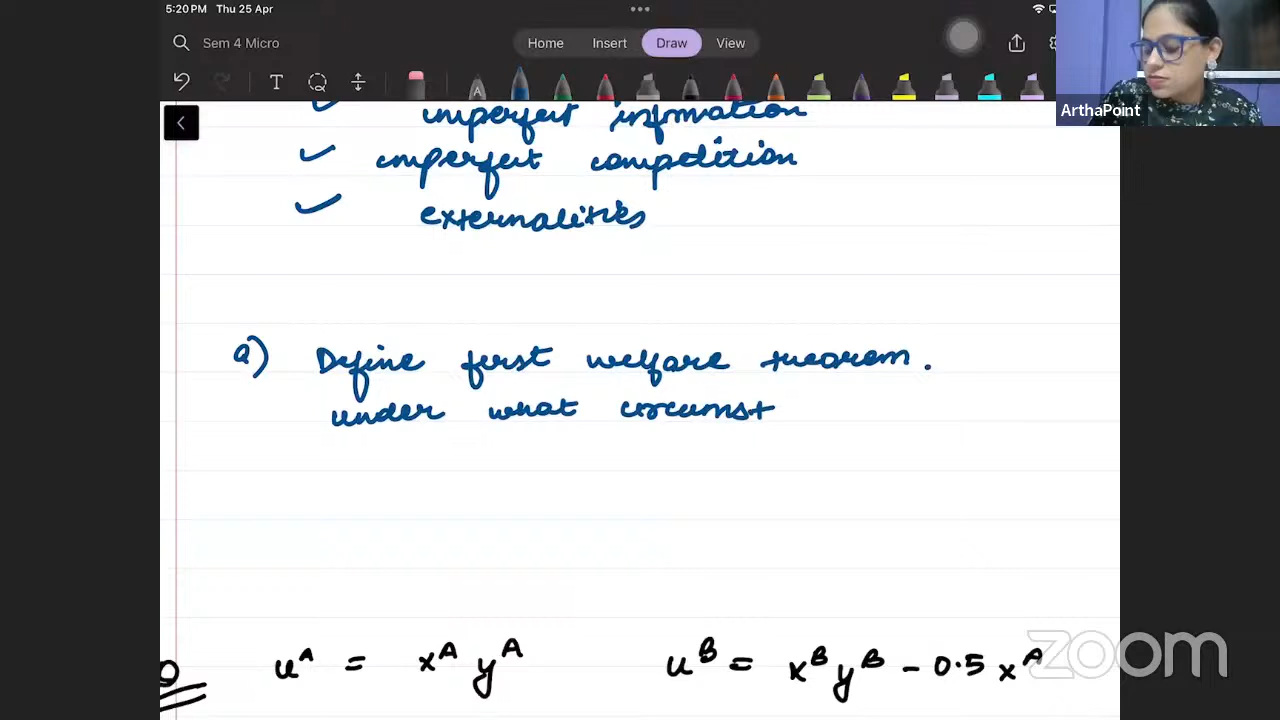 5:20 PM Thu 25 Apr
Sem 4 Micro
Home Insert Draw View
T
A
ArthaPoint
imperfect information
imperfect competition
externalities
a) Define first welfare theorem.
under what circumst
u^A = x^A y^A u^B = x^B y^B - 0.5 x^A
zoom